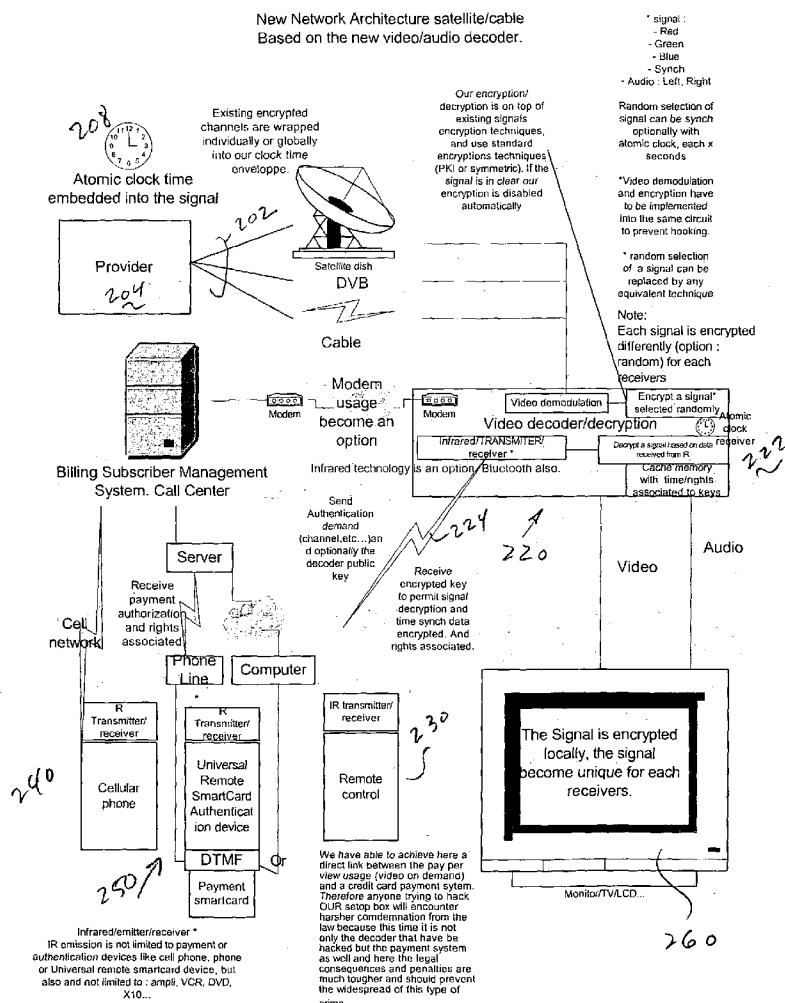 New Network Architecture satellite/cable
Based on the new video/audio decoder.
* signal :
- Red
- Green
- Blue
- Synch
- Audio : Left, Right
Random selection of
signal can be synch
optionally with
atomic clock, each x
seconds
*Video demodulation
and encryption have
to be implemented
into the same circuit
to prevent hooking.
* random selection
of a signal can be
replaced by any
equivalent technique
Note:
Each signal is encrypted
differently (option :
random) for each
receivers
Our encryption/
decryption is on top of
existing signals
encryption techniques,
and use standard
encryptions techniques
(PKI or symmetric). If the
signal is in clear our
encryption is disabled
automatically
208
11 12 1
10 2
9 3
8 4
7 6 5
Atomic clock time
embedded into the signal
Existing encrypted
channels are wrapped
individually or globally
into our clock time
enveloppe.
202
Provider
204
Satellite dish
DVB
Cable
Modem
Modem
usage
become an
option
Modem
Billing Subscriber Management
System. Call Center
Video demodulation
Encrypt a signal*
selected randomly
Video decoder/decryption
Atomic
clock
receiver
Infrared/TRANSMITER/
receiver *
Decrypt a signal based on data
received from IR
222
Infrared technology is an option, Bluetooth also.
Cache memory
with time/rights
associated to keys
220
224
Send
Authentication
demand
(channel,etc...)an
d optionally the
decoder public
key
Receive
encrypted key
to permit signal
decryption and
time synch data
encrypted. And
rights associated.
Video
Audio
Server
Receive
payment
authorization
and rights
associated
Cell
network
Phone
Line
Computer
R
Transmitter/
receiver
Cellular
phone
240
R
Transmitter/
receiver
Universal
Remote
SmartCard
Authenticat
ion device
DTMF
Or
Payment
smartcard
250
IR transmitter/
receiver
Remote
control
230
The Signal is encrypted
locally, the signal
become unique for each
receivers.
Monitor/TV/LCD...
260
Infrared/emitter/receiver *
IR emission is not limited to payment or
authentication devices like cell phone, phone
or Universal remote smartcard device, but
also and not limited to : ampli, VCR, DVD,
X10...
We have able to achieve here a
direct link between the pay per
view usage (video on demand)
and a credit card payment sytem.
Therefore anyone trying to hack
OUR setop box will encounter
harsher comdemnation from the
law because this time it is not
only the decoder that have be
hacked but the payment system
as well and here the legal
consequences and penalties are
much tougher and should prevent
the widespread of this type of
crime